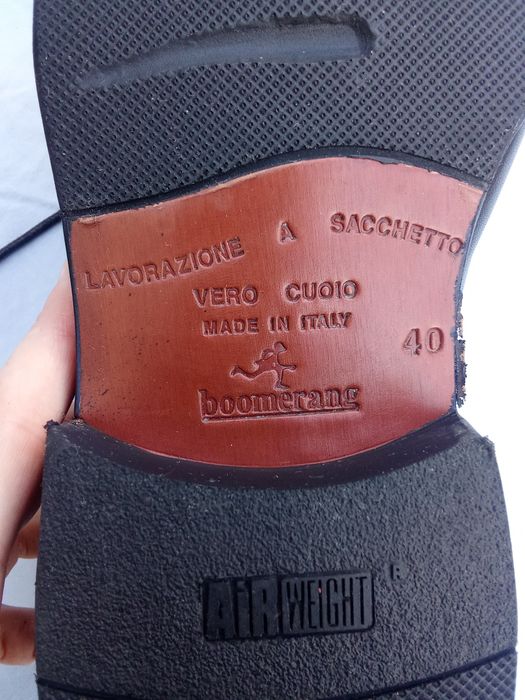 LAVORAZIONE A SACCHETTO
VERO CUOIO
MADE IN ITALY
40
boomerang
AiR WEIGHT